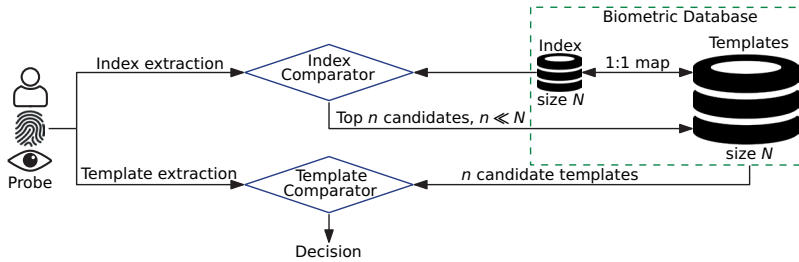 Biometric Database
Index extraction
Index
Comparator
Index
1:1 map
Templates
size N
Top n candidates, n ≪ N
size N
Probe
Template extraction
Template
Comparator
n candidate templates
Decision